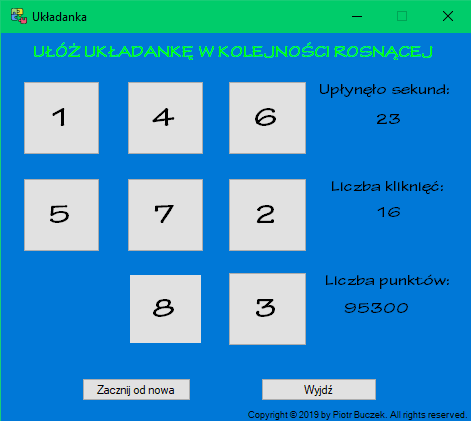 Układanka
UŁÓŻ UKŁADANKĘ W KOLEJNOŚCI ROSNĄCEJ
1 4 6
Upłynęło sekund:
23
5 7 2
Liczba kliknięć:
16
8 3
Liczba punktów:
95300
Zacznij od nowa
Wyjdź
Copyright © 2019 by Piotr Buczek. All rights reserved.